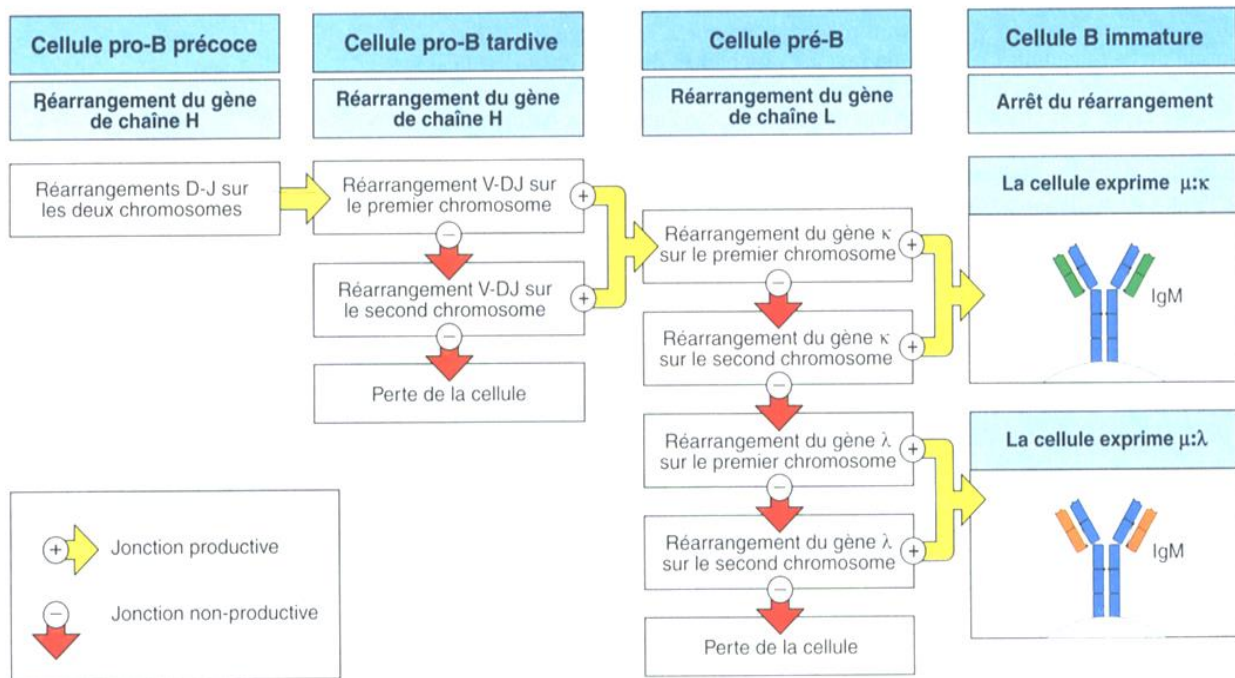 Cellule pro-B précoce
Réarrangement du gène
de chaîne H
Réarrangements D-J sur
les deux chromosomes
Cellule pro-B tardive
Réarrangement du gène
de chaîne H
Réarrangement V-DJ sur
le premier chromosome
+
−
Réarrangement V-DJ sur
le second chromosome
+
−
Perte de la cellule
Cellule pré-B
Réarrangement du gène
de chaîne L
Réarrangement du gène κ
sur le premier chromosome
+
−
Réarrangement du gène κ
sur le second chromosome
+
−
Réarrangement du gène λ
sur le premier chromosome
+
−
Réarrangement du gène λ
sur le second chromosome
+
−
Perte de la cellule
Cellule B immature
Arrêt du réarrangement
La cellule exprime μ:κ
IgM
La cellule exprime μ:λ
IgM
+ Jonction productive
− Jonction non-productive